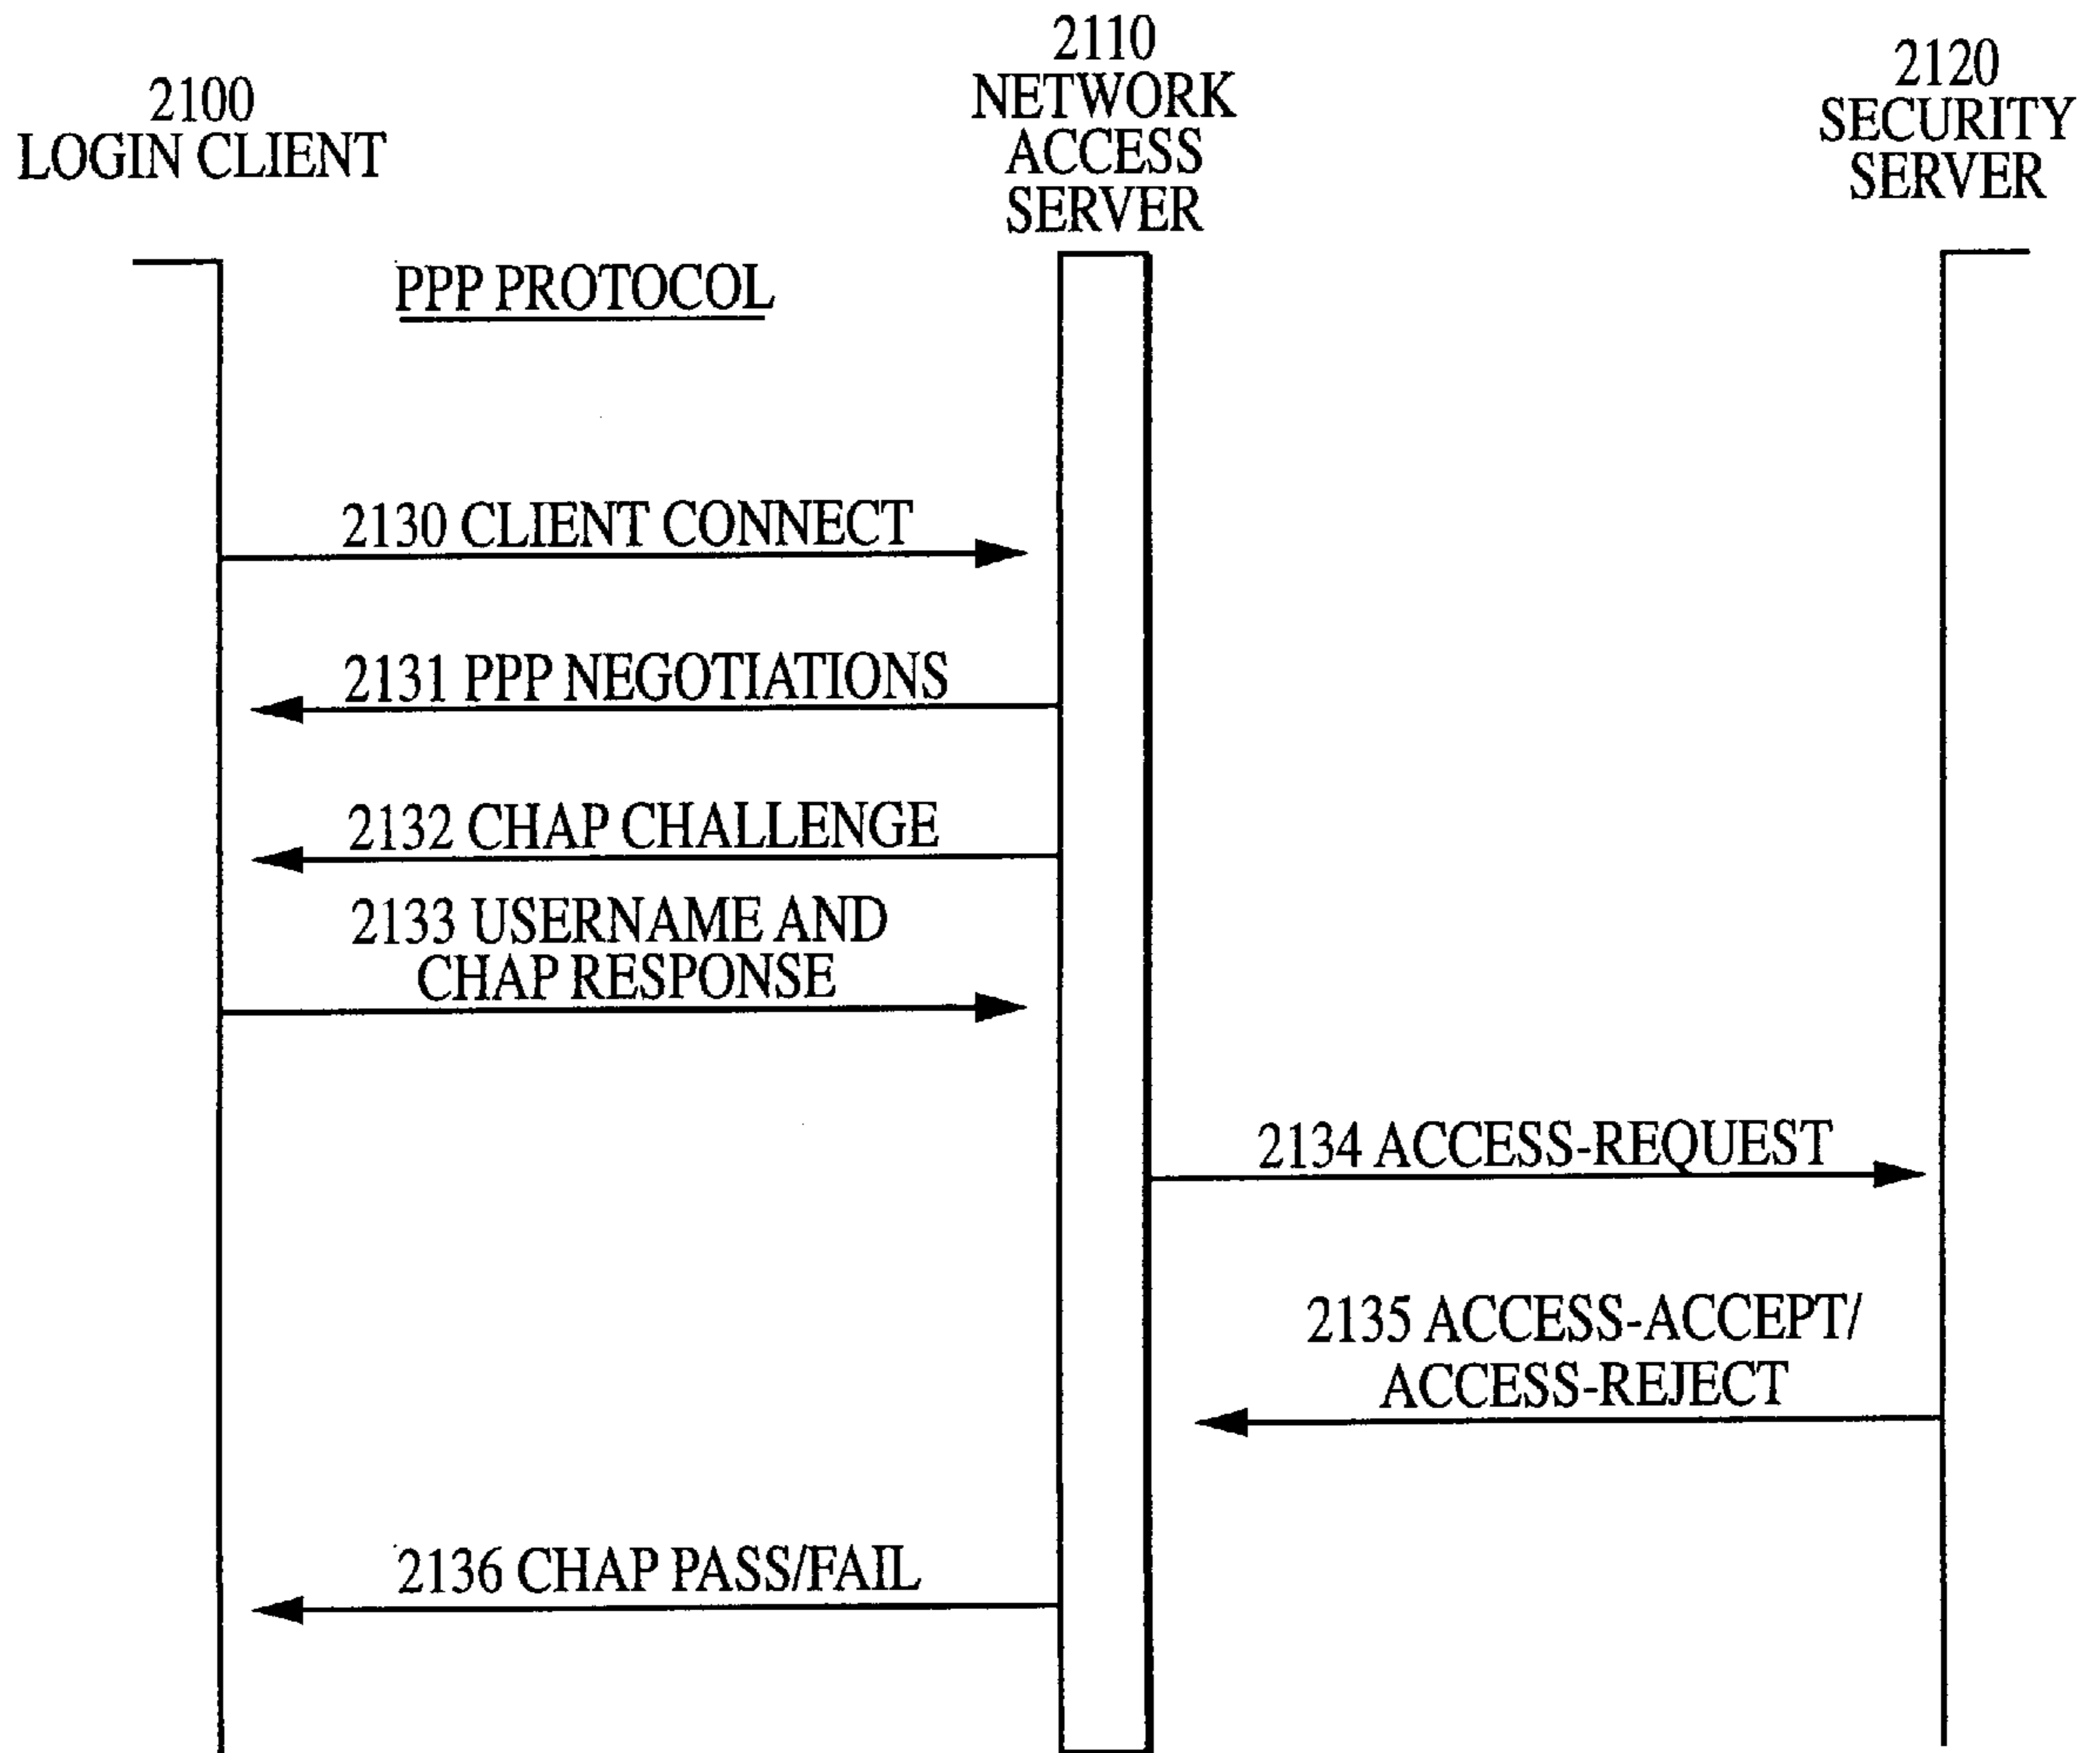 2100
LOGIN CLIENT
2110
NETWORK
ACCESS
SERVER
2120
SECURITY
SERVER
PPP PROTOCOL
2130 CLIENT CONNECT
2131 PPP NEGOTIATIONS
2132 CHAP CHALLENGE
2133 USERNAME AND
CHAP RESPONSE
2134 ACCESS-REQUEST
2135 ACCESS-ACCEPT/
ACCESS-REJECT
2136 CHAP PASS/FAIL